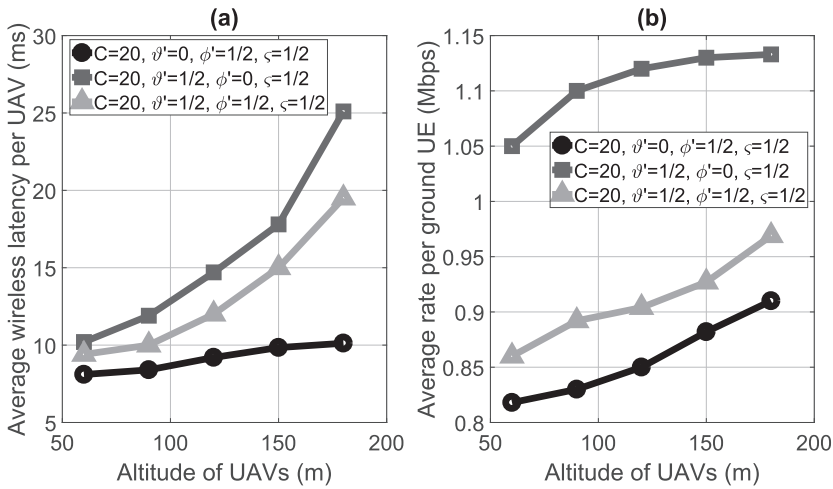 (a)
Average wireless latency per UAV (ms)
30
25
20
15
10
5
C=20, ϑ'=0, ϕ'=1/2, ς=1/2
C=20, ϑ'=1/2, ϕ'=0, ς=1/2
C=20, ϑ'=1/2, ϕ'=1/2, ς=1/2
50 100 150 200
Altitude of UAVs (m)
(b)
Average rate per ground UE (Mbps)
1.15
1.1
1.05
1
0.95
0.9
0.85
0.8
C=20, ϑ'=0, ϕ'=1/2, ς=1/2
C=20, ϑ'=1/2, ϕ'=0, ς=1/2
C=20, ϑ'=1/2, ϕ'=1/2, ς=1/2
50 100 150 200
Altitude of UAVs (m)